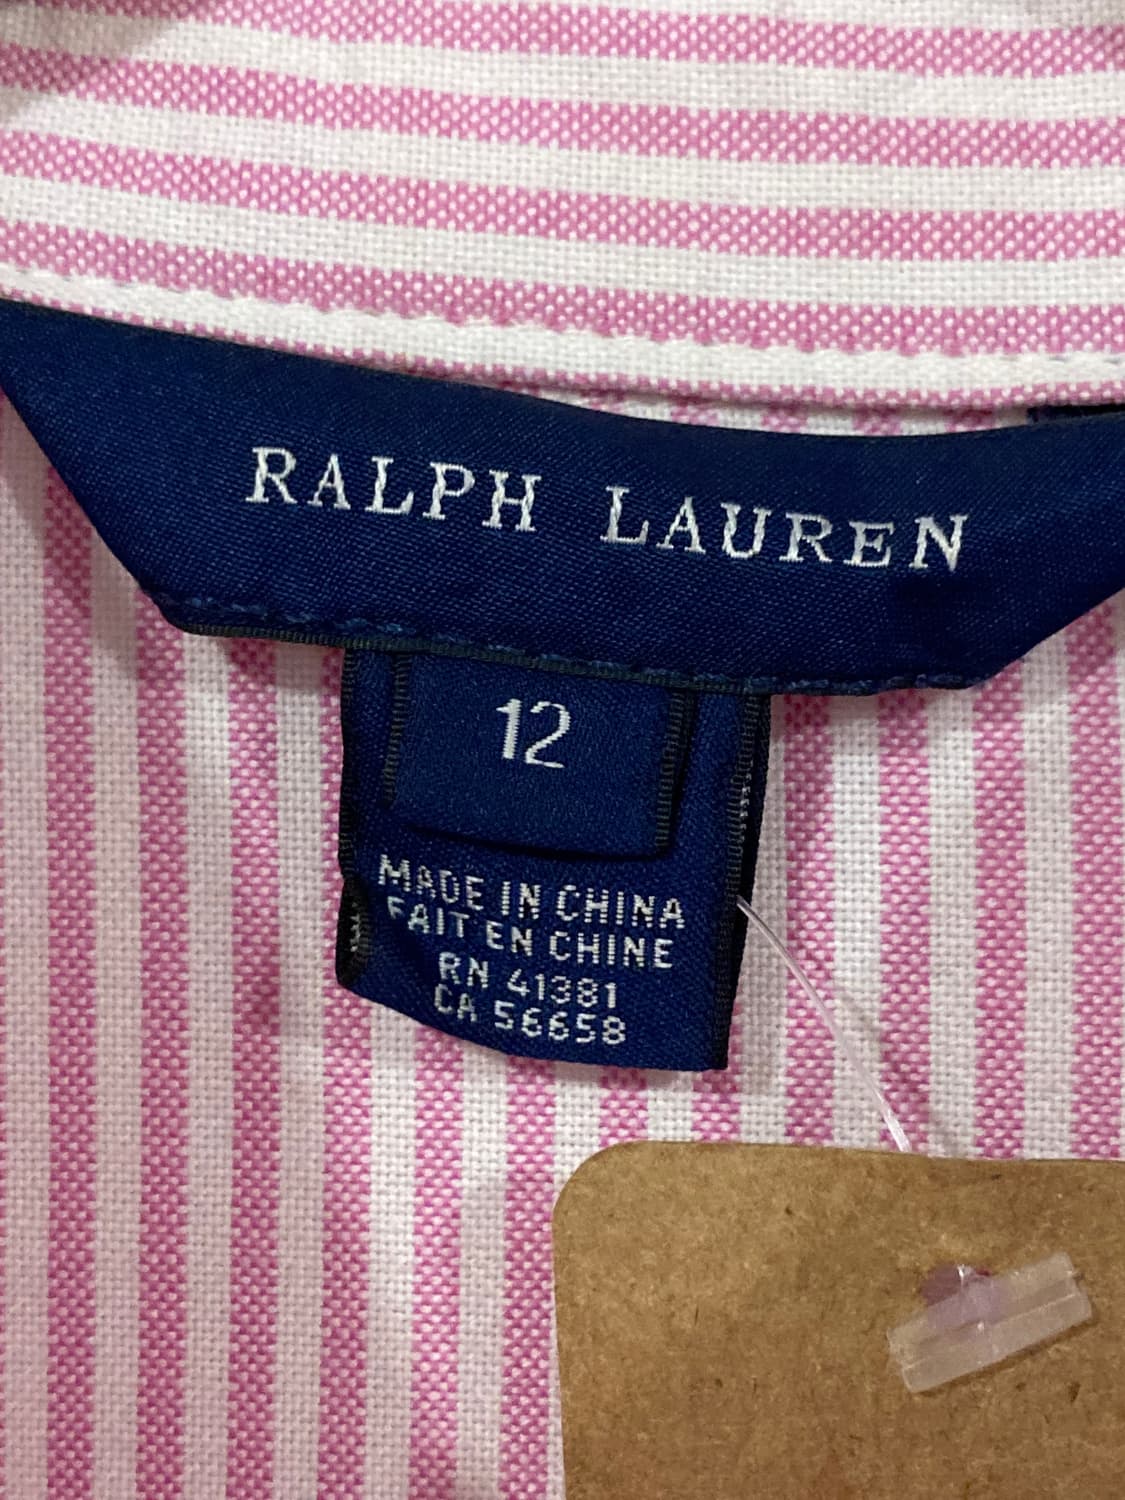 RALPH LAUREN
12
MADE IN CHINA
FAIT EN CHINE
RN 41381
CA 56658